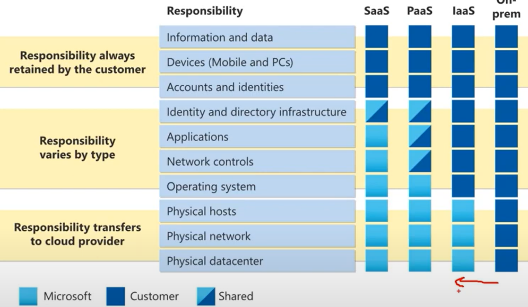 Responsibility SaaS PaaS IaaS On-
prem
Information and data
Responsibility always
retained by the customer
Devices (Mobile and PCs)
Accounts and identities
Identity and directory infrastructure
Responsibility
varies by type
Applications
Network controls
Operating system
Responsibility transfers
to cloud provider
Physical hosts
Physical network
Physical datacenter
Microsoft Customer Shared